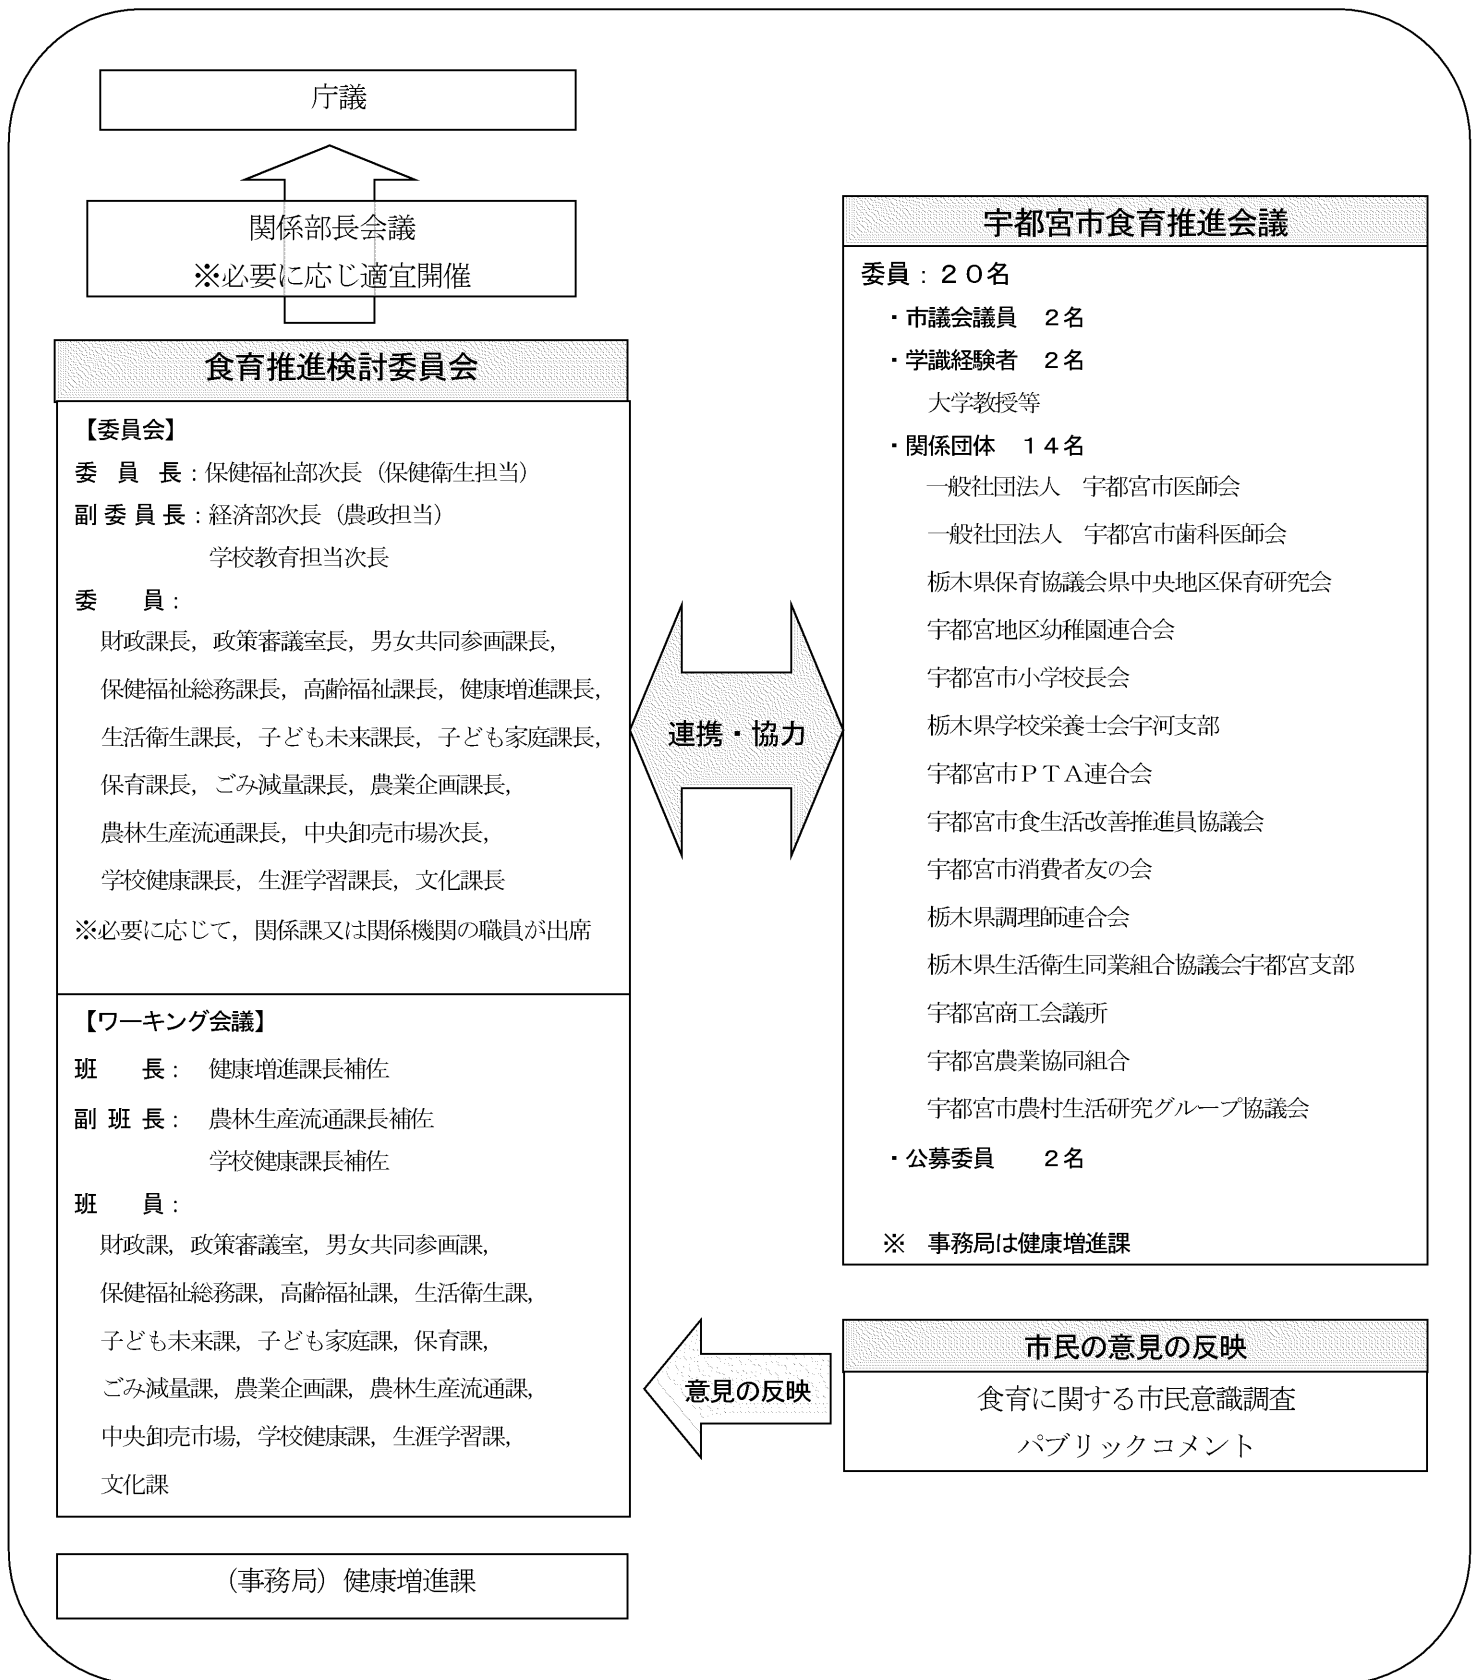 庁議
関係部長会議
※必要に応じ適宜開催
食育推進検討委員会
【委員会】
委　員　長：保健福祉部次長（保健衛生担当）
副委員長：経済部次長（農政担当）
学校教育担当次長
委　　員：
財政課長，政策審議室長，男女共同参画課長，
保健福祉総務課長，高齢福祉課長，健康増進課長，
生活衛生課長，子ども未来課長，子ども家庭課長，
保育課長，ごみ減量課長，農業企画課長，
農林生産流通課長，中央卸売市場次長，
学校健康課長，生涯学習課長，文化課長
※必要に応じて，関係課又は関係機関の職員が出席
【ワーキング会議】
班　　長：　健康増進課長補佐
副 班 長：　農林生産流通課長補佐
学校健康課長補佐
班　　員：
財政課，政策審議室，男女共同参画課，
保健福祉総務課，高齢福祉課，生活衛生課，
子ども未来課，子ども家庭課，保育課，
ごみ減量課，農業企画課，農林生産流通課，
中央卸売市場，学校健康課，生涯学習課，
文化課
（事務局）健康増進課
連携・協力
宇都宮市食育推進会議
委員：２０名
・市議会議員　２名
・学識経験者　２名
大学教授等
・関係団体　１４名
一般社団法人　宇都宮市医師会
一般社団法人　宇都宮市歯科医師会
栃木県保育協議会県中央地区保育研究会
宇都宮地区幼稚園連合会
宇都宮市小学校長会
栃木県学校栄養士会宇河支部
宇都宮市ＰＴＡ連合会
宇都宮市食生活改善推進員協議会
宇都宮市消費者友の会
栃木県調理師連合会
栃木県生活衛生同業組合協議会宇都宮支部
宇都宮商工会議所
宇都宮農業協同組合
宇都宮市農村生活研究グループ協議会
・公募委員　　２名
※　事務局は健康増進課
意見の反映
市民の意見の反映
食育に関する市民意識調査
パブリックコメント